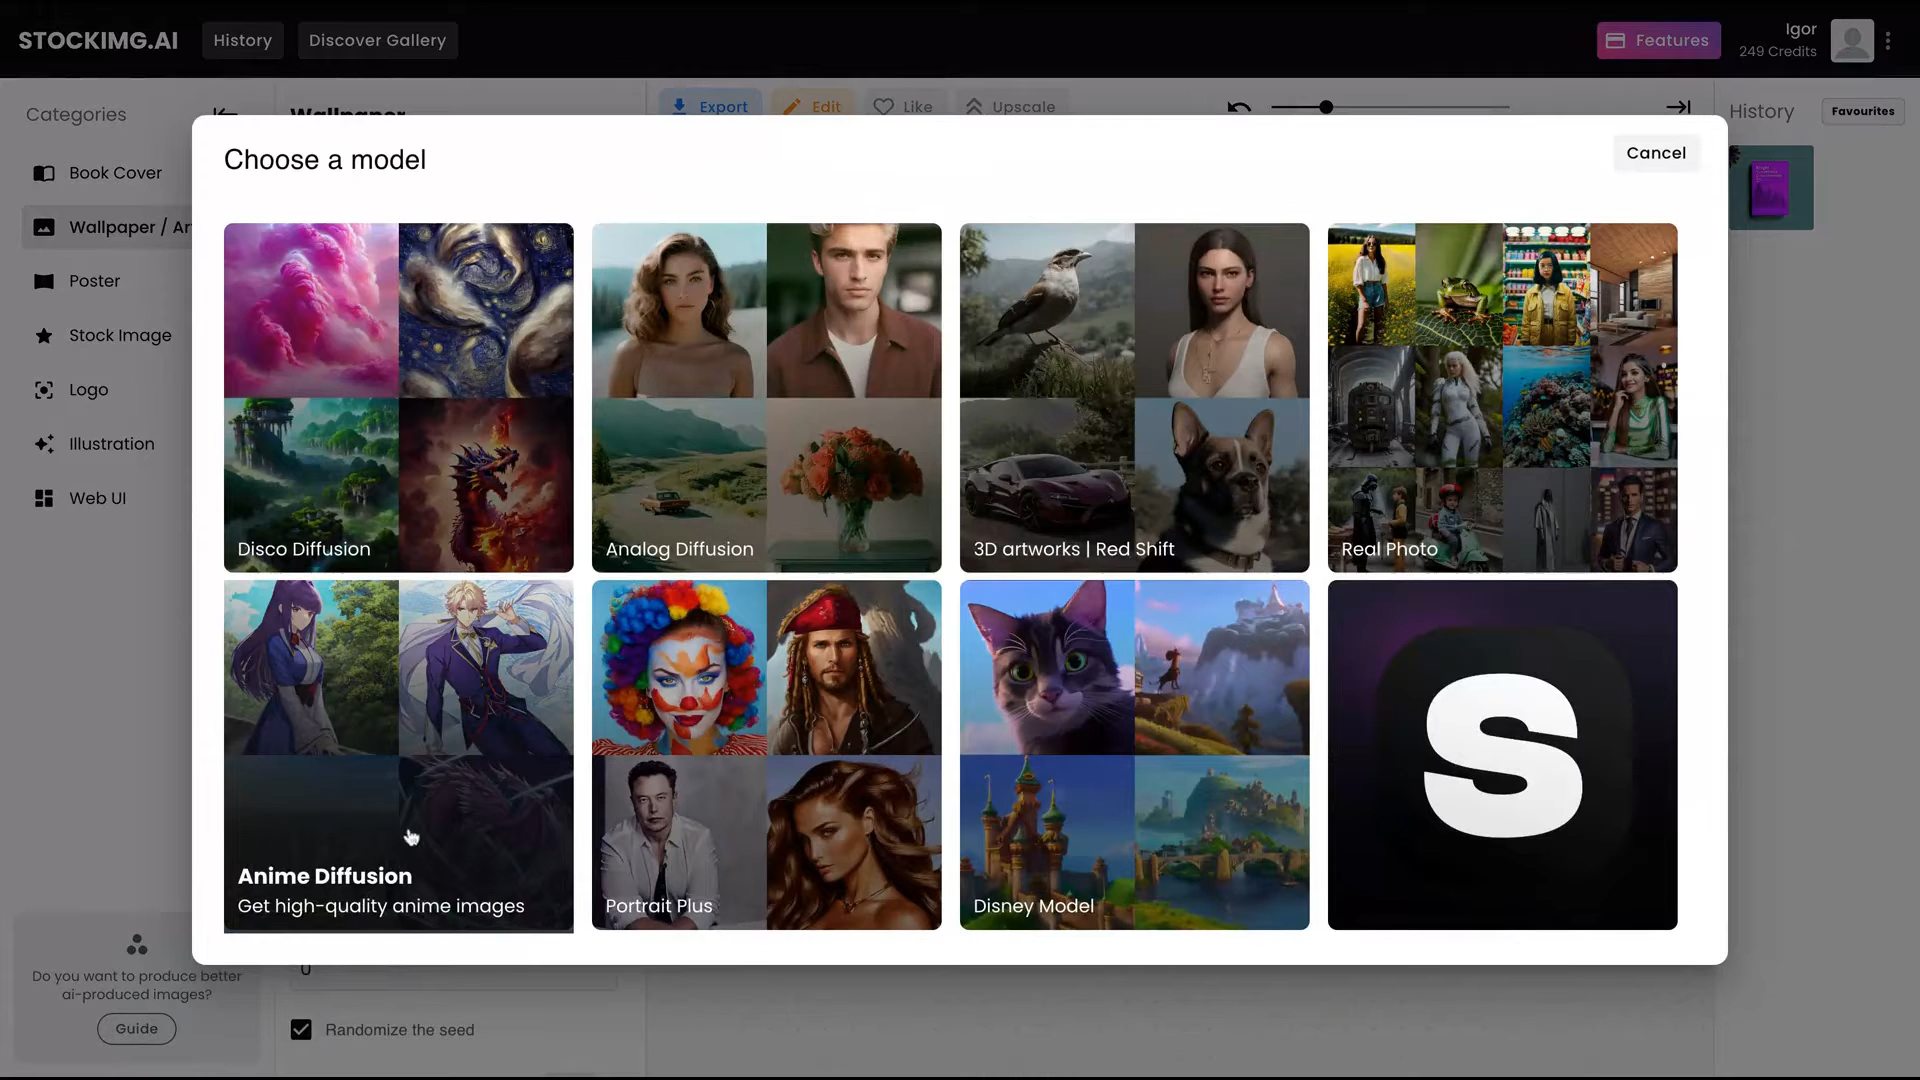 STOCKIMG.AI
History
Discover Gallery
Features
Igor
249 Credits
Categories
Wallpaper
Export
Edit
Like
Upscale
History
Favourites
Choose a model
Cancel
Book Cover
Wallpaper / Ar
Poster
Stock Image
Logo
Illustration
Web UI
Disco Diffusion
Analog Diffusion
3D artworks | Red Shift
Real Photo
Anime Diffusion
Get high-quality anime images
Portrait Plus
Disney Model
S
Do you want to produce better
ai-produced images?
Guide
0
Randomize the seed